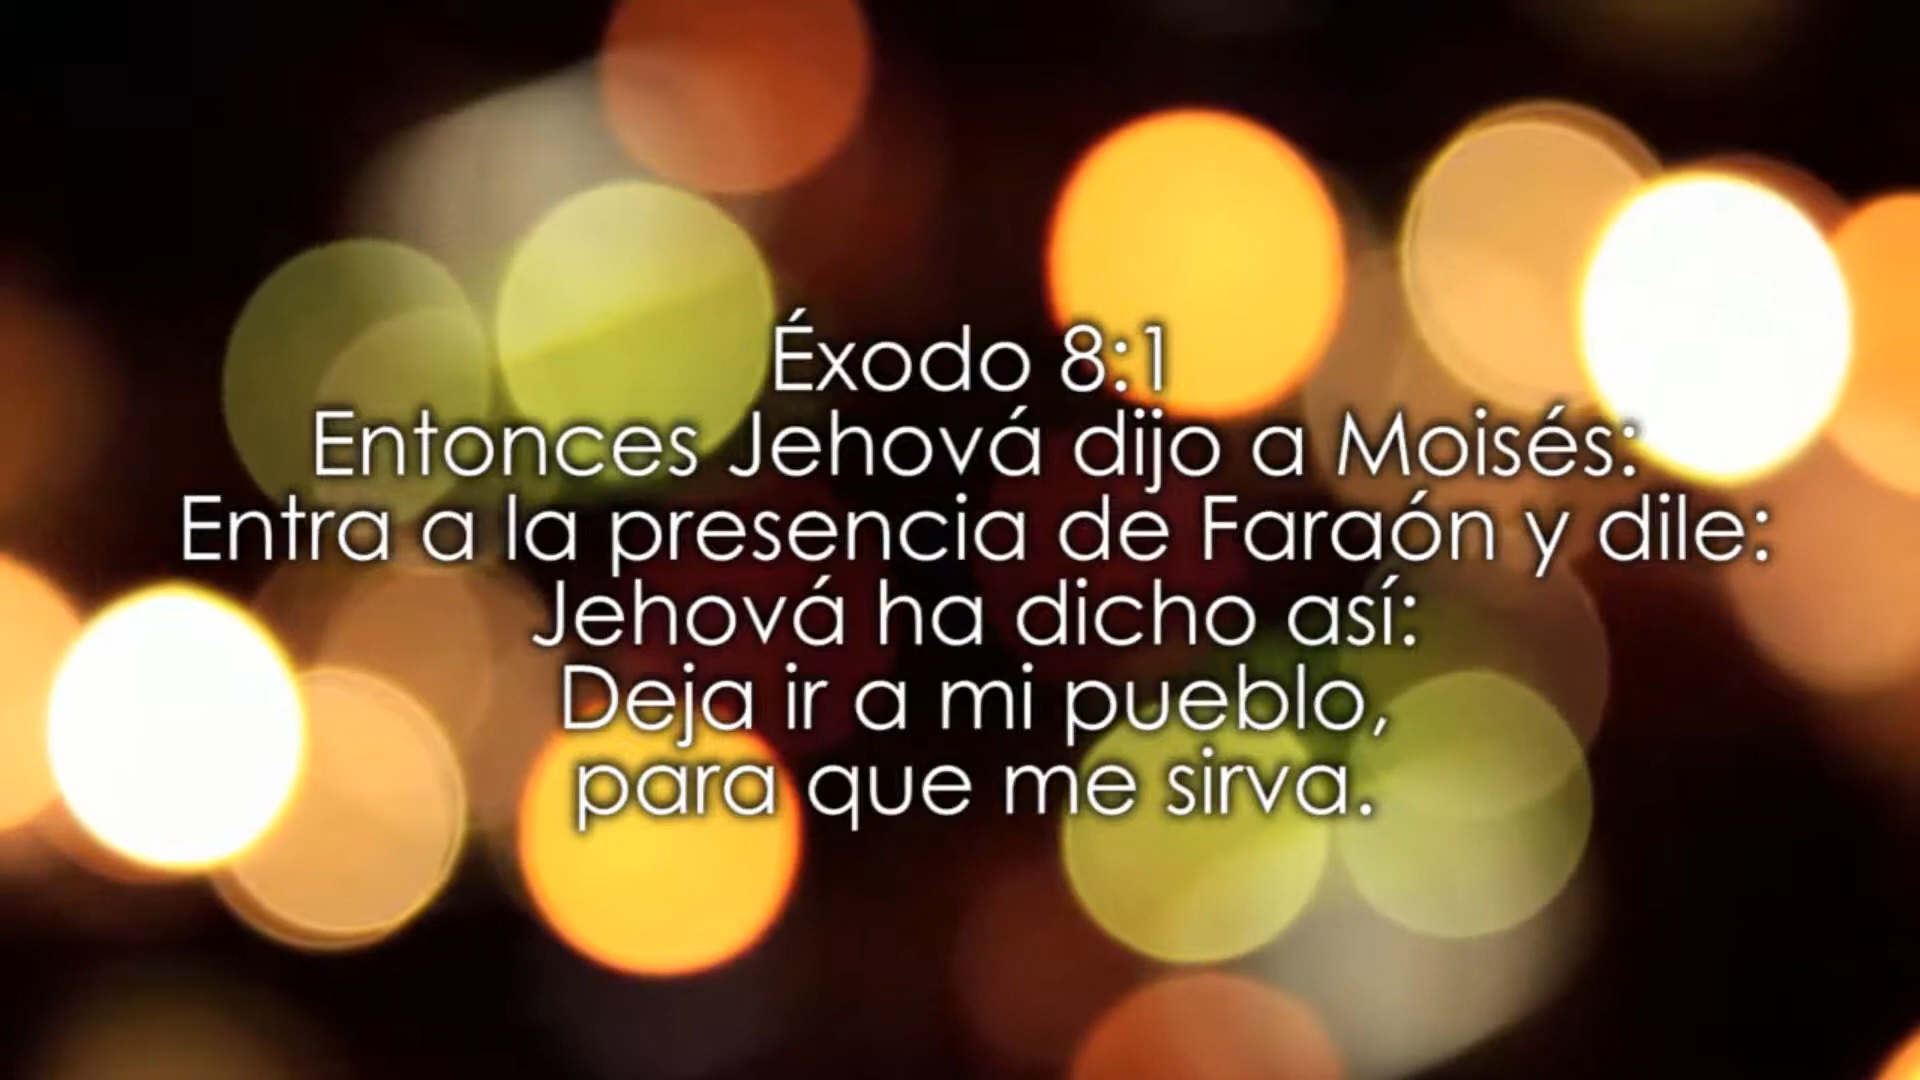 Éxodo 8:1
Entonces Jehová dijo a Moisés:
Entra a la presencia de Faraón y dile:
Jehová ha dicho así:
Deja ir a mi pueblo,
para que me sirva.